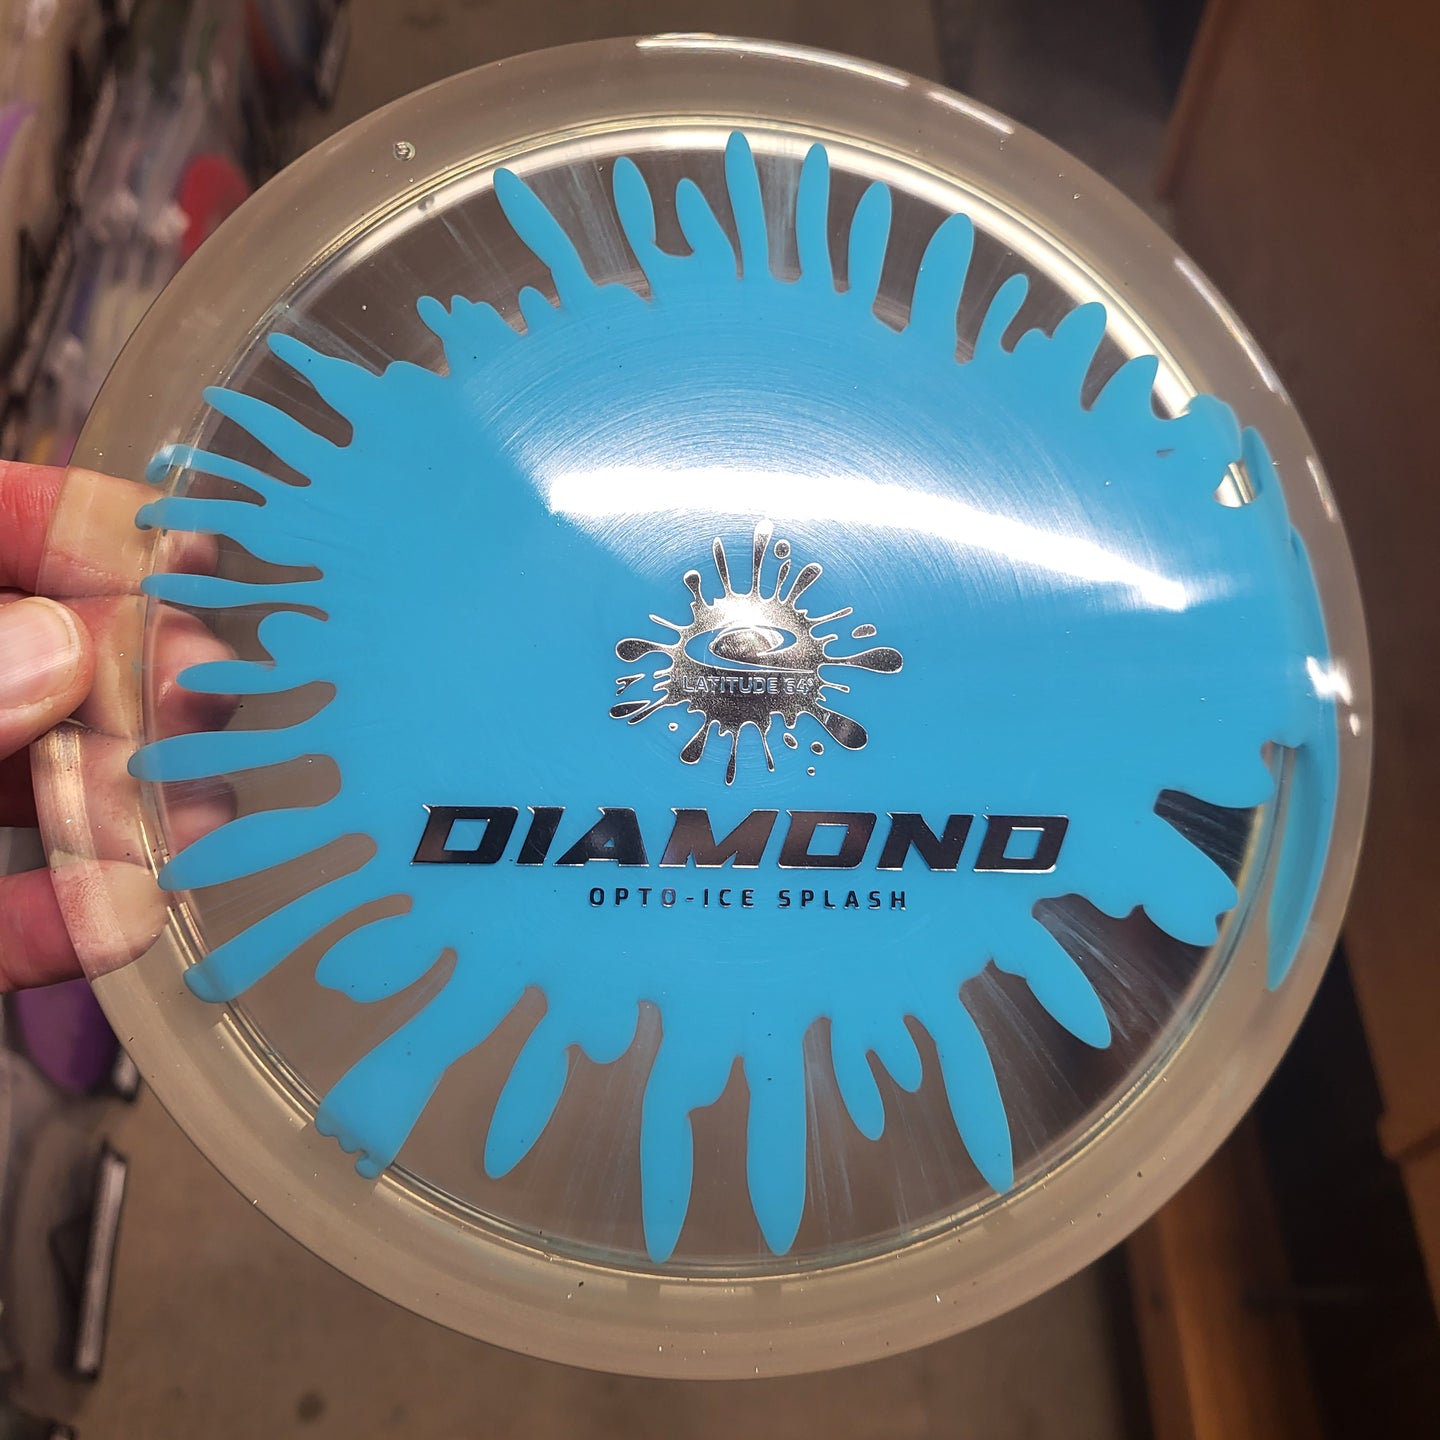 LATITUDE 64°
DIAMOND
OPTO-ICE SPLASH